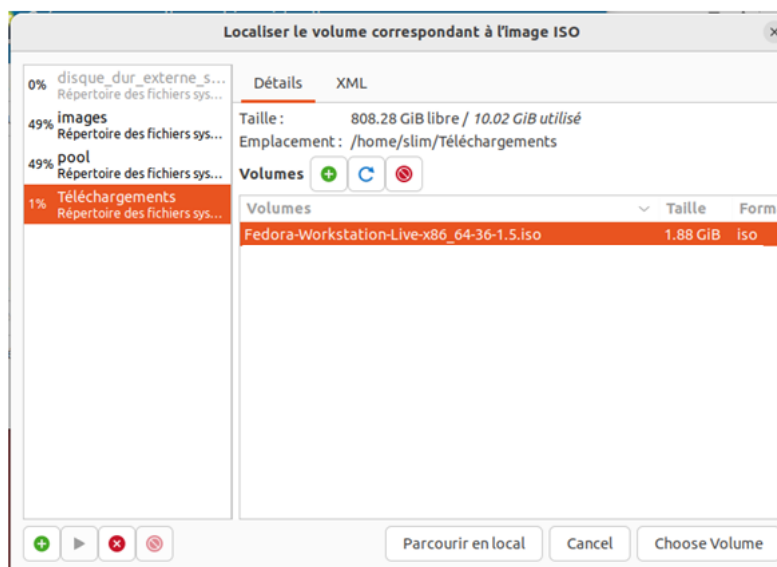 Localiser le volume correspondant à l'image ISO
0% disque_dur_externe_s...
Répertoire des fichiers sys...
49% images
Répertoire des fichiers sys...
49% pool
Répertoire des fichiers sys...
1% Téléchargements
Répertoire des fichiers sys...
Détails XML
Taille : 808.28 GiB libre / 10.02 GiB utilisé
Emplacement : /home/slim/Téléchargements
Volumes
Volumes Taille Form
Fedora-Workstation-Live-x86_64-36-1.5.iso 1.88 GiB iso
Parcourir en local Cancel Choose Volume